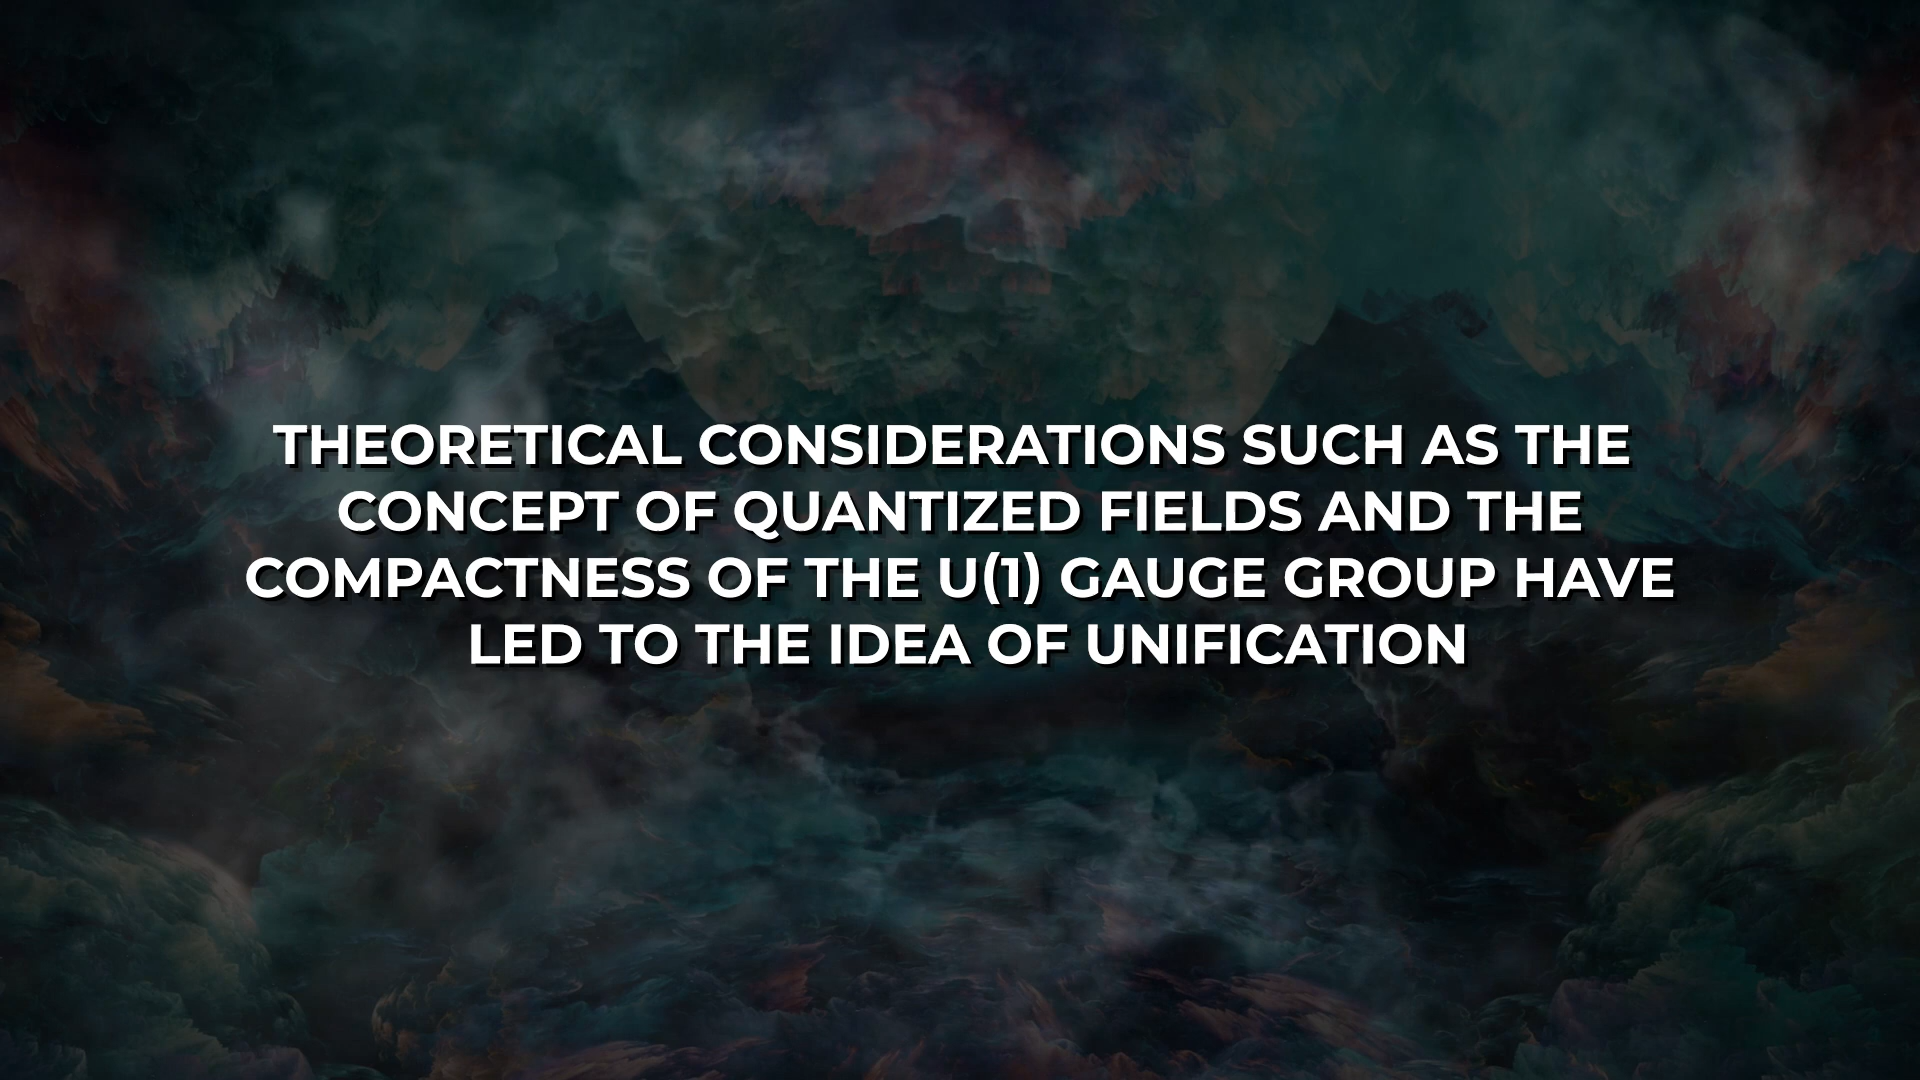 THEORETICAL CONSIDERATIONS SUCH AS THE
CONCEPT OF QUANTIZED FIELDS AND THE
COMPACTNESS OF THE U(1) GAUGE GROUP HAVE
LED TO THE IDEA OF UNIFICATION